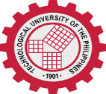 TECHNOLOGICAL UNIVERSITY OF THE PHILIPPINES
• 1901 •